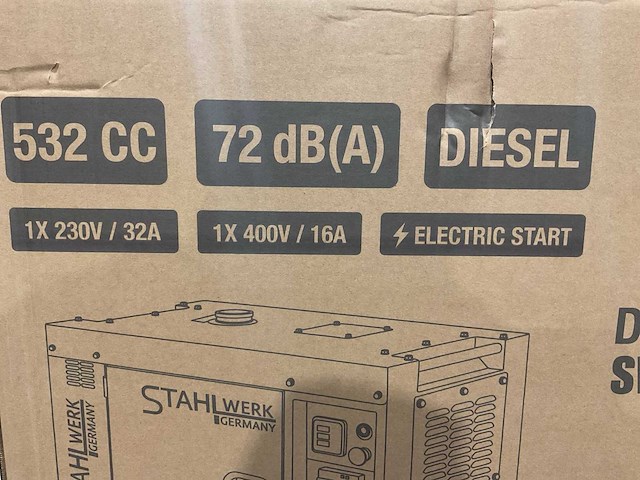 532 CC
72 dB(A)
DIESEL
1X 230V / 32A
1X 400V / 16A
ELECTRIC START
STAHLWERK
GERMANY
STAHLWERK
GERMANY